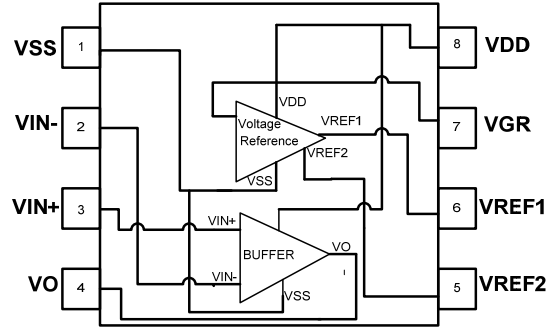 VSS 1
8 VDD
VIN- 2
7 VGR
VIN+ 3
6 VREF1
VO 4
5 VREF2
VDD
Voltage
Reference
VREF1
VREF2
VSS
VIN+
BUFFER
VO
VIN-
VSS